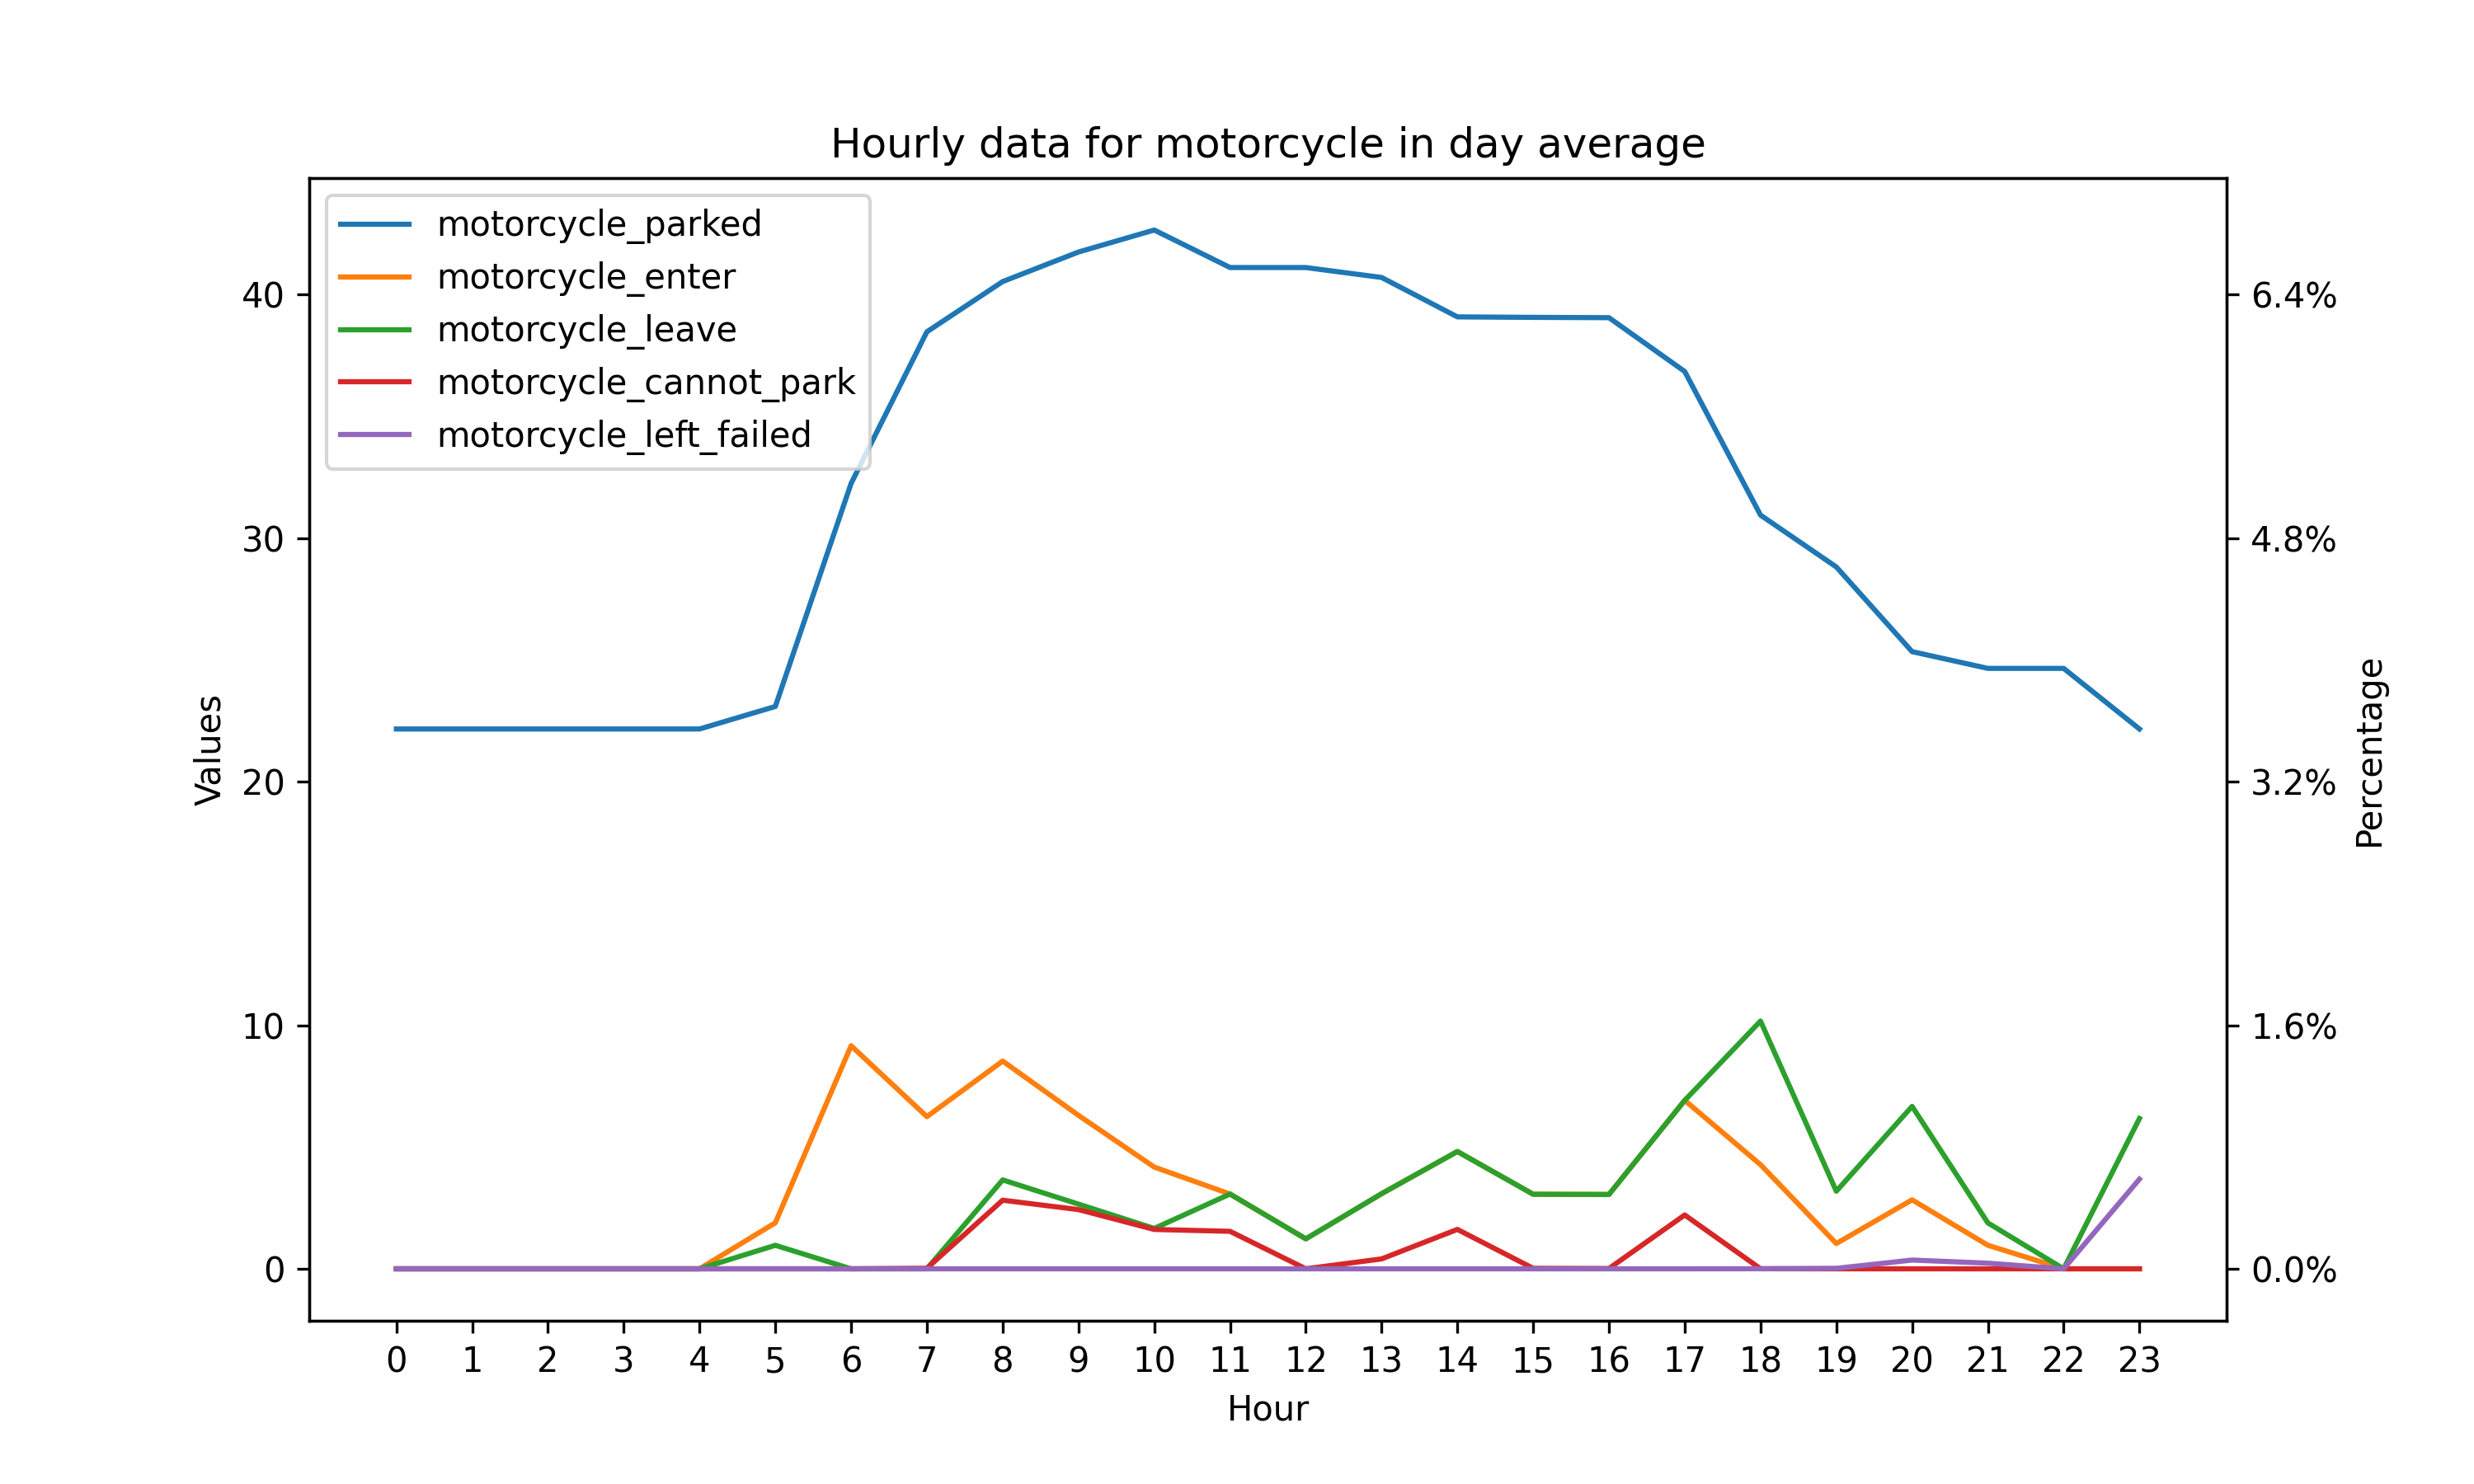 Hourly data for motorcycle in day average
motorcycle_parked
motorcycle_enter
motorcycle_leave
motorcycle_cannot_park
motorcycle_left_failed
40
30
20
10
0
Values
6.4%
4.8%
3.2%
1.6%
0.0%
Percentage
0 1 2 3 4 5 6 7 8 9 10 11 12 13 14 15 16 17 18 19 20 21 22 23
Hour